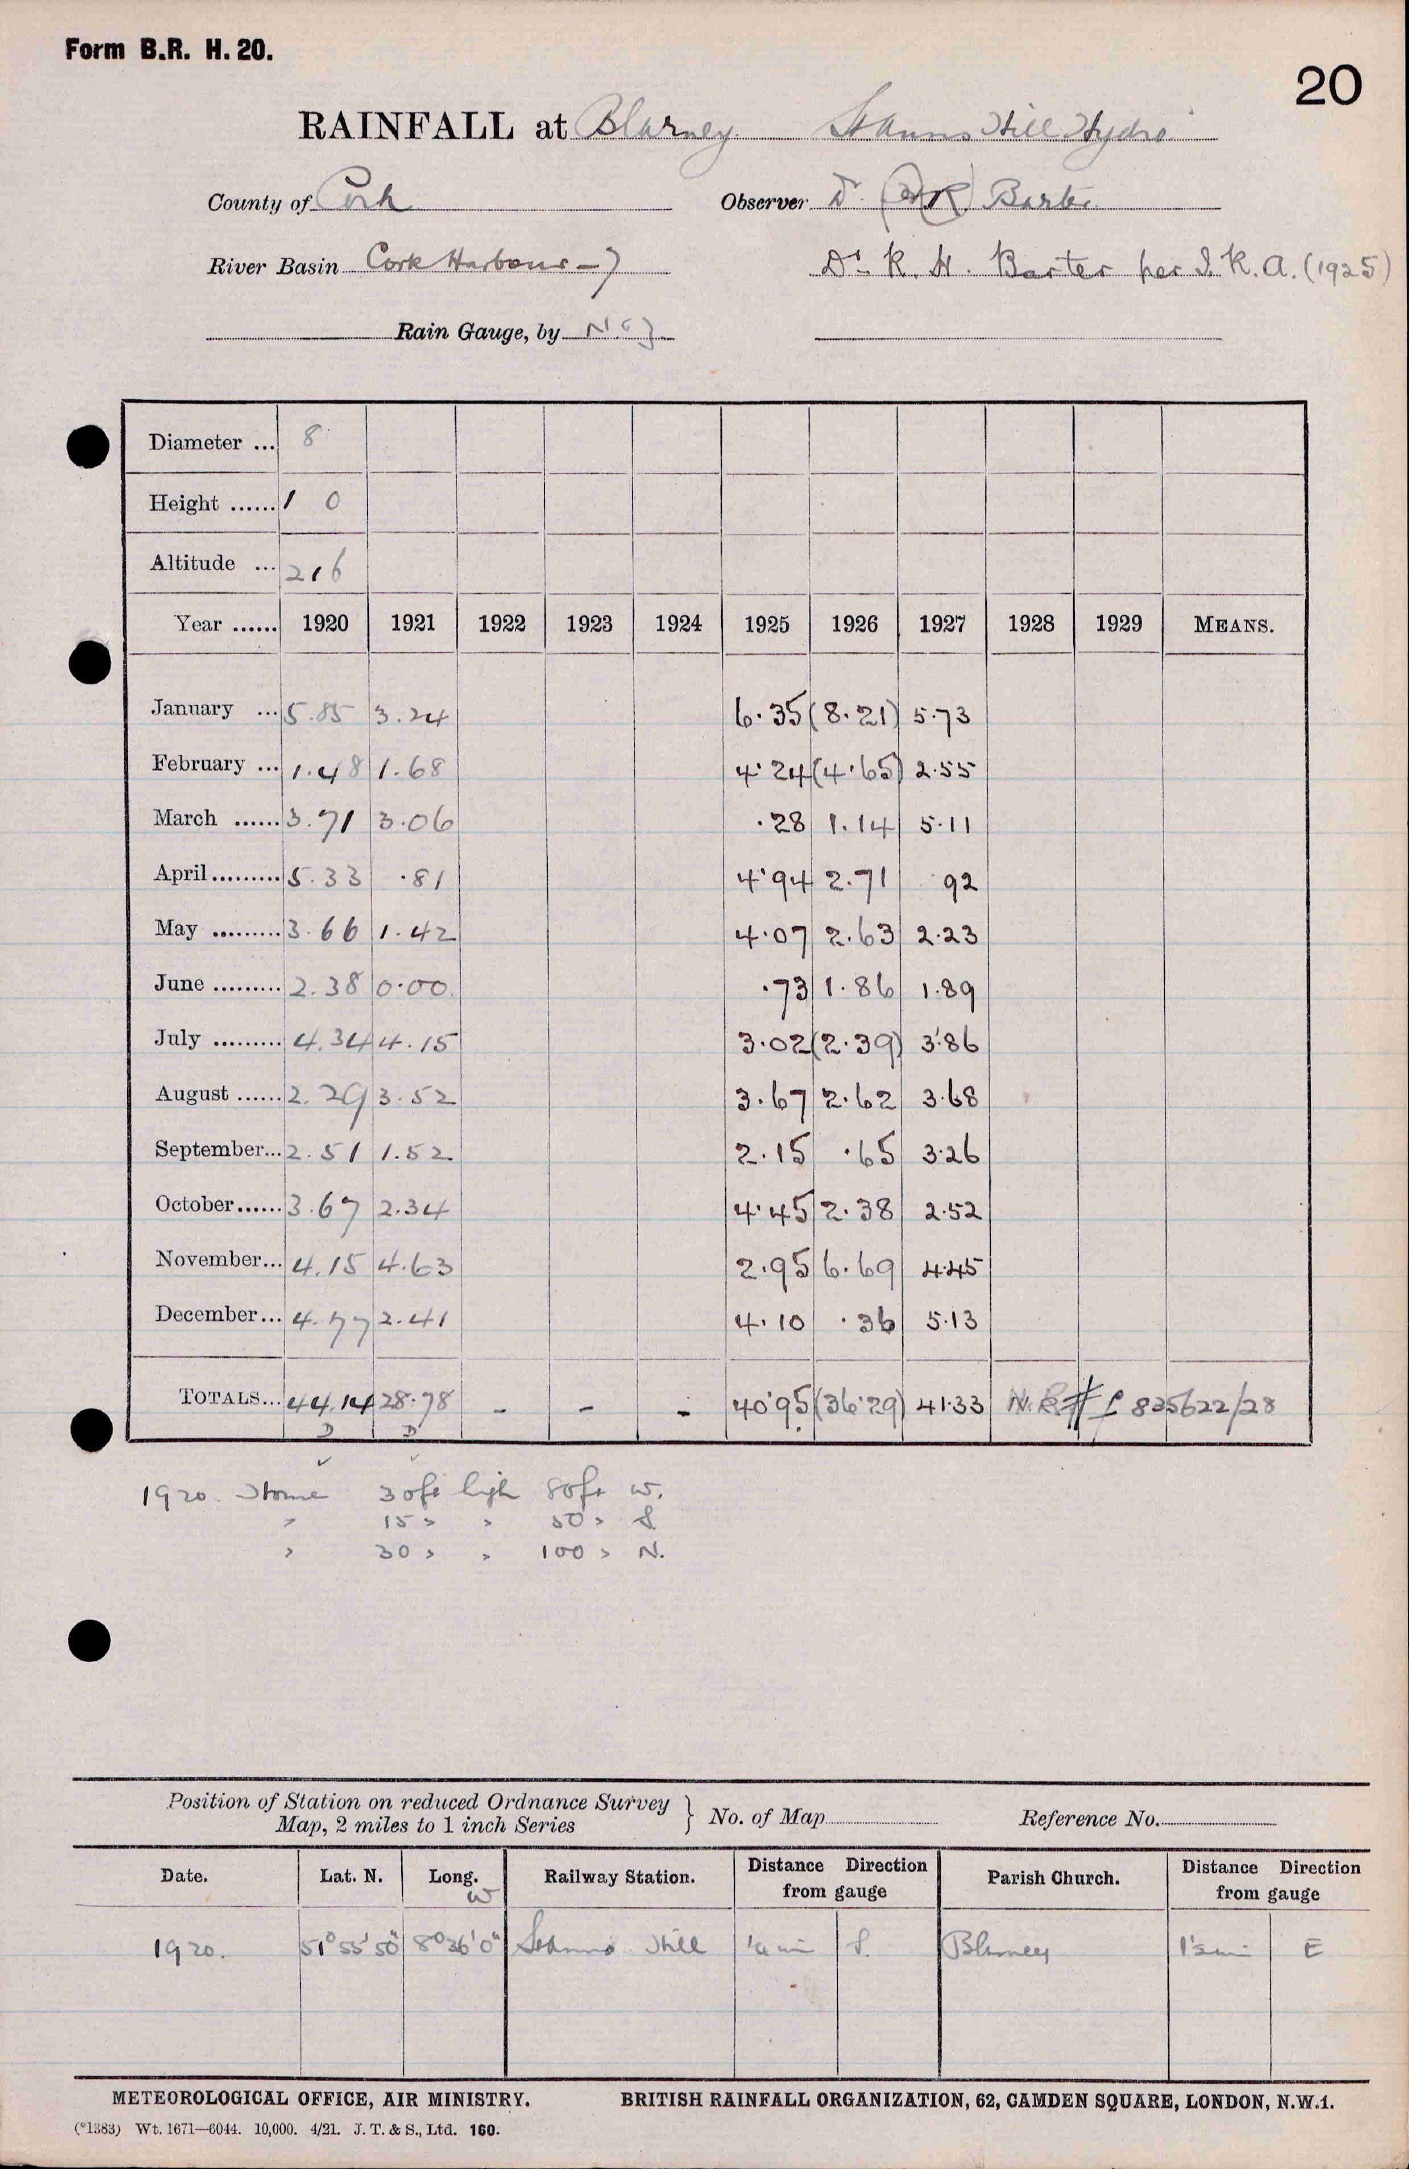 Form B.R. H. 20.
20
RAINFALL at Blarney St Anns Hill Hydro
County of Cork Observer Dr. R. Barter
River Basin Cork Harbour - 7 Dr. R. H. Barter per I. R. A. (1925)
Rain Gauge, by N & Z
Diameter ... 8
Height ...... 1 0
Altitude ... 216
Year ...... 1920 1921 1922 1923 1924 1925 1926 1927 1928 1929 MEANS.
January ... 5.85 3.24 6.35 (8.21) 5.73
February ... 1.48 1.68 4.24 (4.65) 2.55
March ...... 3.71 3.06 .28 1.14 5.11
April ......... 5.33 .81 4.94 2.71 92
May ......... 3.66 1.42 4.07 2.63 2.23
June ......... 2.38 0.00 .73 1.86 1.89
July ......... 4.34 4.15 3.02 (2.39) 3.86
August ...... 2.29 3.52 3.67 2.62 3.68
September... 2.51 1.52 2.15 .65 3.26
October...... 3.67 2.34 4.45 2.38 2.52
November... 4.15 4.63 2.95 6.69 4.45
December... 4.77 2.41 4.10 .36 5.13
TOTALS... 44.14 28.78 - - - 40.95 (36.29) 41.33 N.R. 835622/28
D D
1920. Home 30ft high 80ft W.
" 15 " " 50 " S.
" 30 " " 100 " N.
Position of Station on reduced Ordnance Survey Map, 2 miles to 1 inch Series } No. of Map Reference No.
Date. Lat. N. Long. W Railway Station. Distance Direction from gauge Parish Church. Distance Direction from gauge
1920. 51° 55' 50" 8° 36' 0" St Anns Hill ¼ mi S. Blarney 1½ mi E
METEOROLOGICAL OFFICE, AIR MINISTRY. BRITISH RAINFALL ORGANIZATION, 62, CAMDEN SQUARE, LONDON, N.W.1.
(*1383) Wt. 1671—6044. 10,000. 4/21. J. T. & S., Ltd. 160.